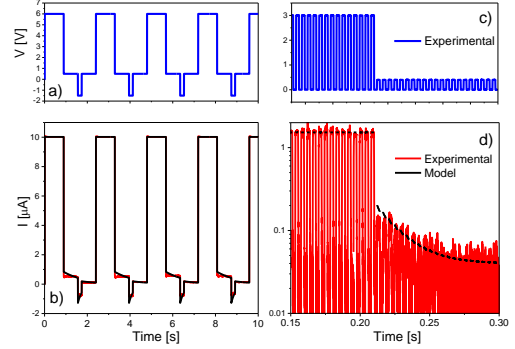 7
6
5
4
3
2
1
0
-1
-2
V [V]
a)
c)
Experimental
3
2
1
0
10
8
6
4
2
0
-2
I [µA]
b)
0 2 4 6 8 10
Time [s]
d)
Experimental
Model
1
0.1
0.01
0.15 0.20 0.25 0.30
Time [s]